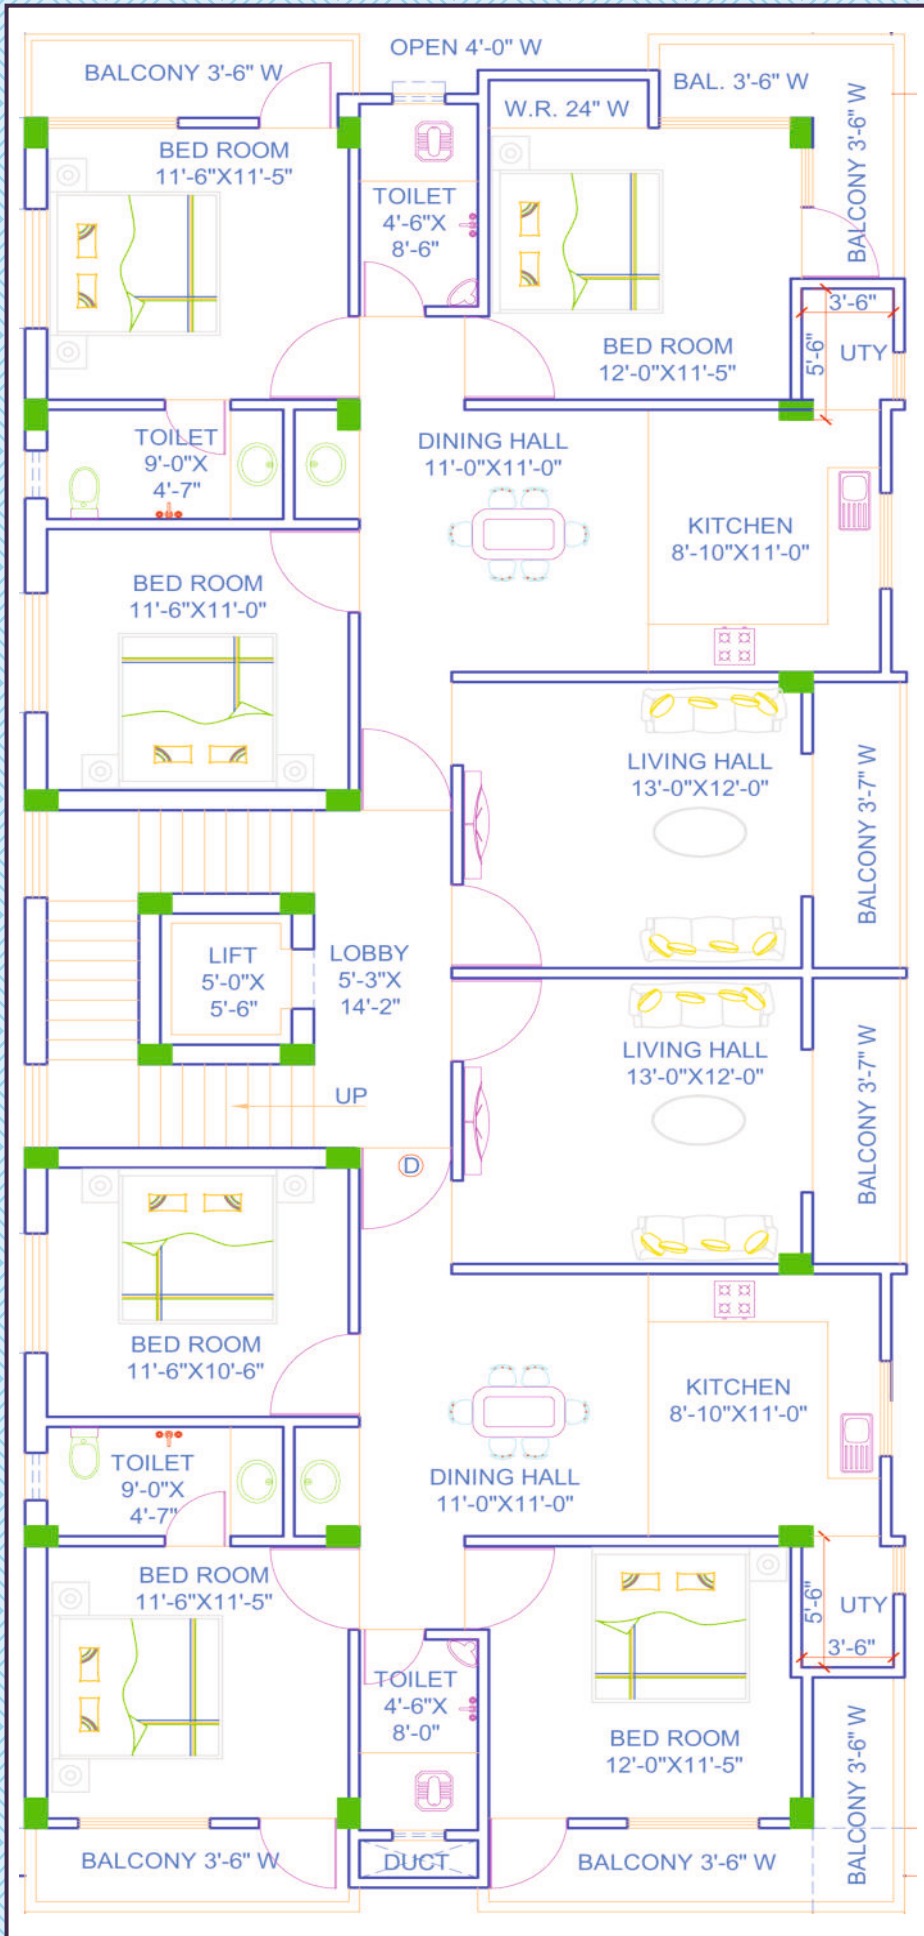 OPEN 4'-0" W
BALCONY 3'-6" W
BAL. 3'-6" W
W.R. 24" W
BALCONY 3'-6" W
BED ROOM
11'-6"X11'-5"
TOILET
4'-6"X
8'-6"
BED ROOM
12'-0"X11'-5"
3'-6"
5'-6"
UTY
TOILET
9'-0"X
4'-7"
DINING HALL
11'-0"X11'-0"
KITCHEN
8'-10"X11'-0"
BED ROOM
11'-6"X11'-0"
LIVING HALL
13'-0"X12'-0"
BALCONY 3'-7" W
LIFT
5'-0"X
5'-6"
LOBBY
5'-3"X
14'-2"
LIVING HALL
13'-0"X12'-0"
BALCONY 3'-7" W
UP
D
BED ROOM
11'-6"X10'-6"
KITCHEN
8'-10"X11'-0"
TOILET
9'-0"X
4'-7"
DINING HALL
11'-0"X11'-0"
BED ROOM
11'-6"X11'-5"
5'-6"
UTY
3'-6"
TOILET
4'-6"X
8'-0"
BED ROOM
12'-0"X11'-5"
BALCONY 3'-6" W
BALCONY 3'-6" W
DUCT
BALCONY 3'-6" W